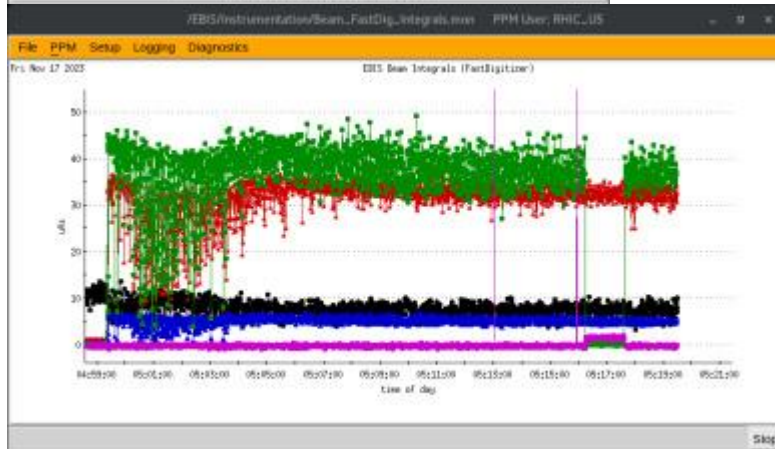 /EBIS/Instrumentation/Beam_FastDig_Integrals.mon PPM User: RHIC_US
File PPM Setup Logging Diagnostics
Fri Nov 17 2023
EBIS Beam Integrals (FastDigitizer)
50
40
30
20
10
0
04:59:00 05:01:00 05:03:00 05:05:00 05:07:00 05:09:00 05:11:00 05:13:00 05:15:00 05:17:00 05:19:00 05:21:00
time of day
Stop